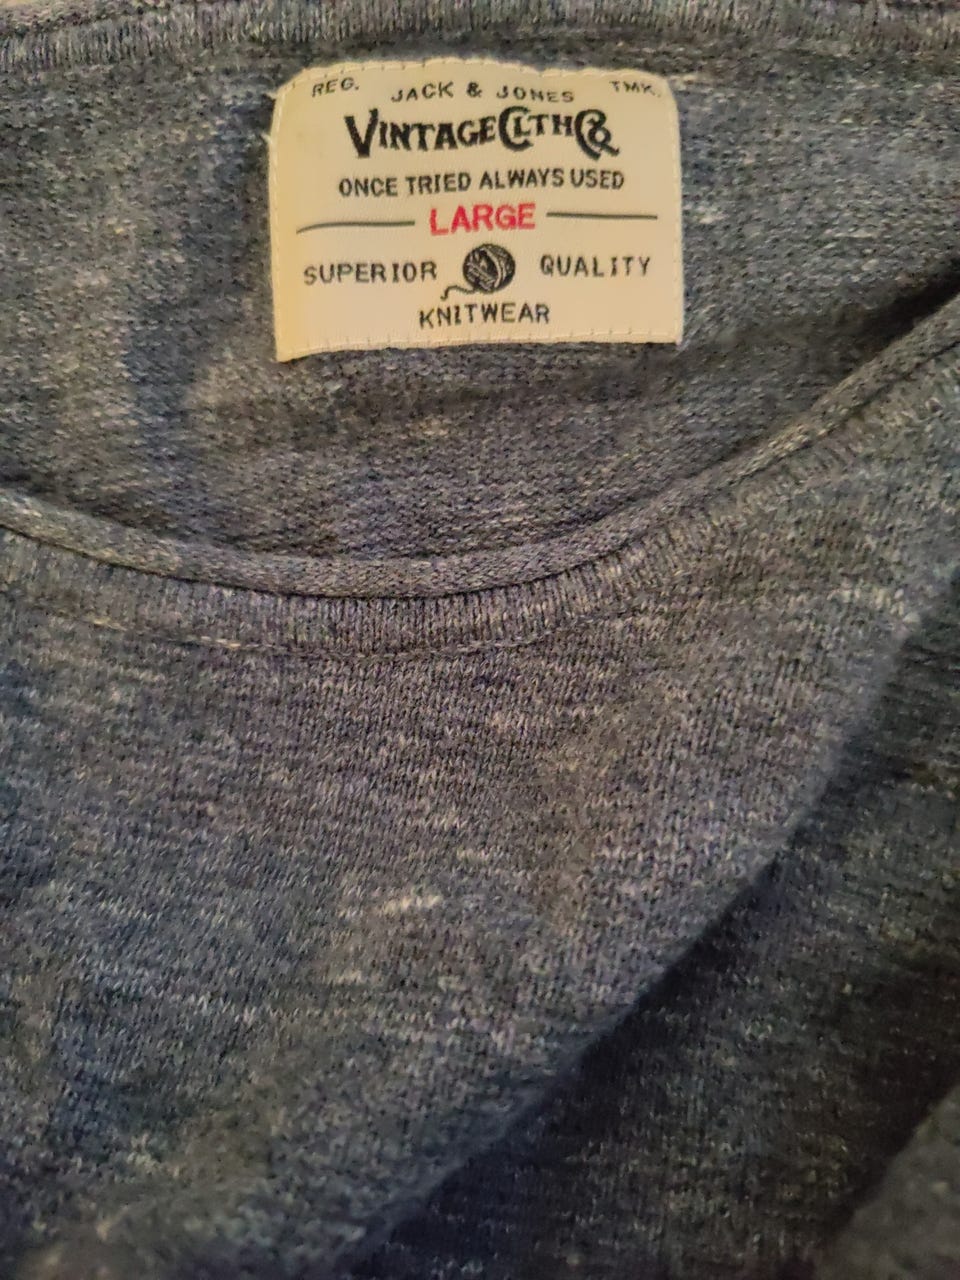 REG. JACK & JONES TMK.
VINTAGE CLTH CO
ONCE TRIED ALWAYS USED
LARGE
SUPERIOR QUALITY
KNITWEAR